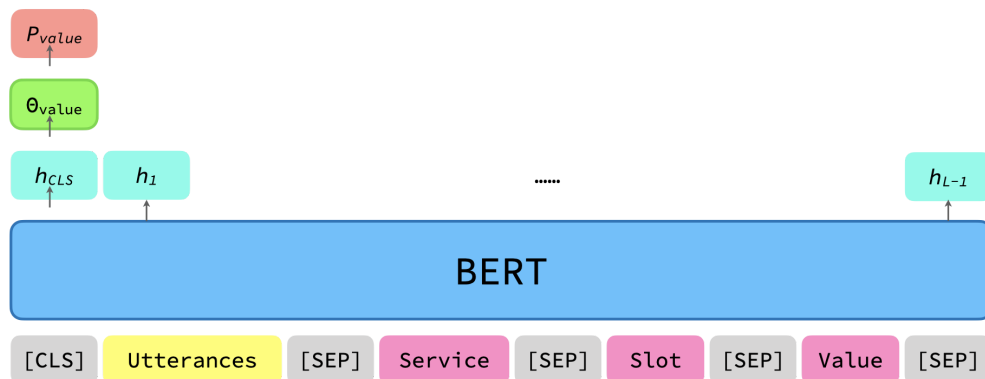 P_value
Θ_value
h_CLS h_1 ...... h_L-1
BERT
[CLS] Utterances [SEP] Service [SEP] Slot [SEP] Value [SEP]